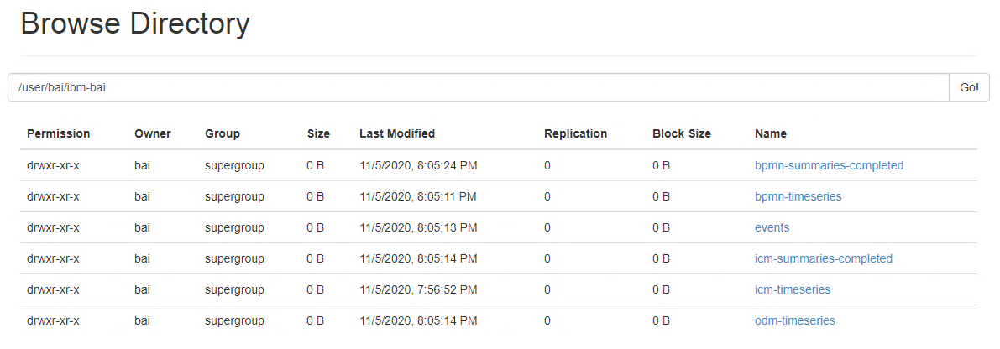 Browse Directory
/user/bai/ibm-bai Go!
Permission Owner Group Size Last Modified Replication Block Size Name
drwxr-xr-x bai supergroup 0 B 11/5/2020, 8:05:24 PM 0 0 B bpmn-summaries-completed
drwxr-xr-x bai supergroup 0 B 11/5/2020, 8:05:11 PM 0 0 B bpmn-timeseries
drwxr-xr-x bai supergroup 0 B 11/5/2020, 8:05:13 PM 0 0 B events
drwxr-xr-x bai supergroup 0 B 11/5/2020, 8:05:14 PM 0 0 B icm-summaries-completed
drwxr-xr-x bai supergroup 0 B 11/5/2020, 7:56:52 PM 0 0 B icm-timeseries
drwxr-xr-x bai supergroup 0 B 11/5/2020, 8:05:14 PM 0 0 B odm-timeseries